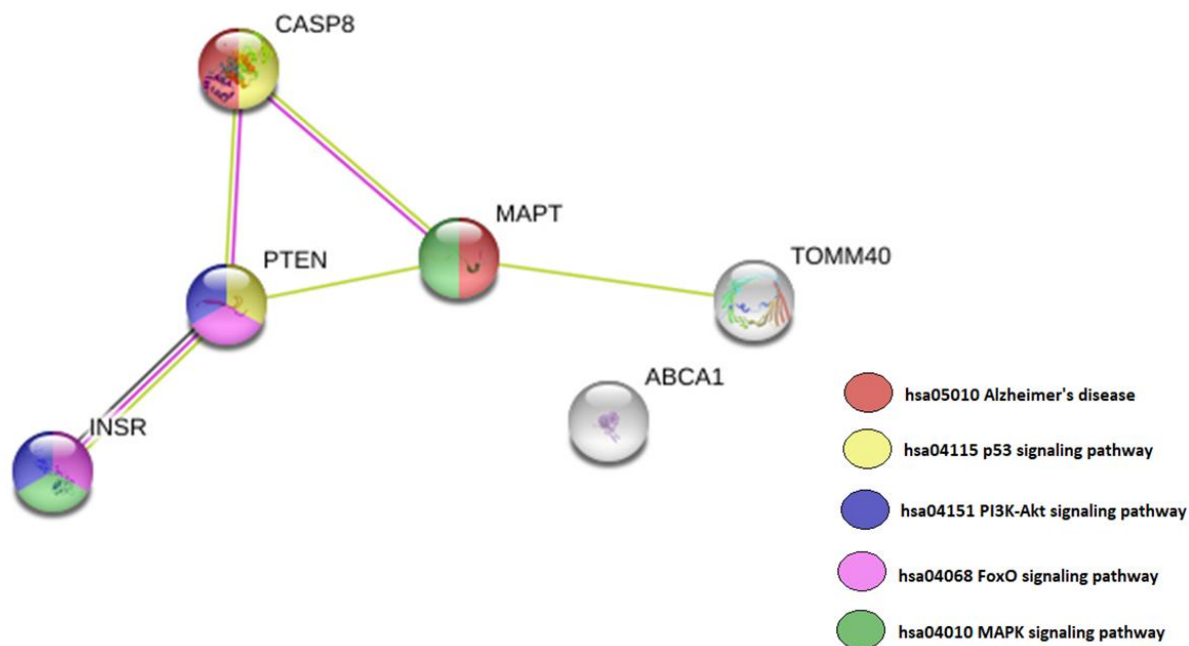 CASP8
MAPT
PTEN
TOMM40
ABCA1
INSR
hsa05010 Alzheimer's disease
hsa04115 p53 signaling pathway
hsa04151 PI3K-Akt signaling pathway
hsa04068 FoxO signaling pathway
hsa04010 MAPK signaling pathway